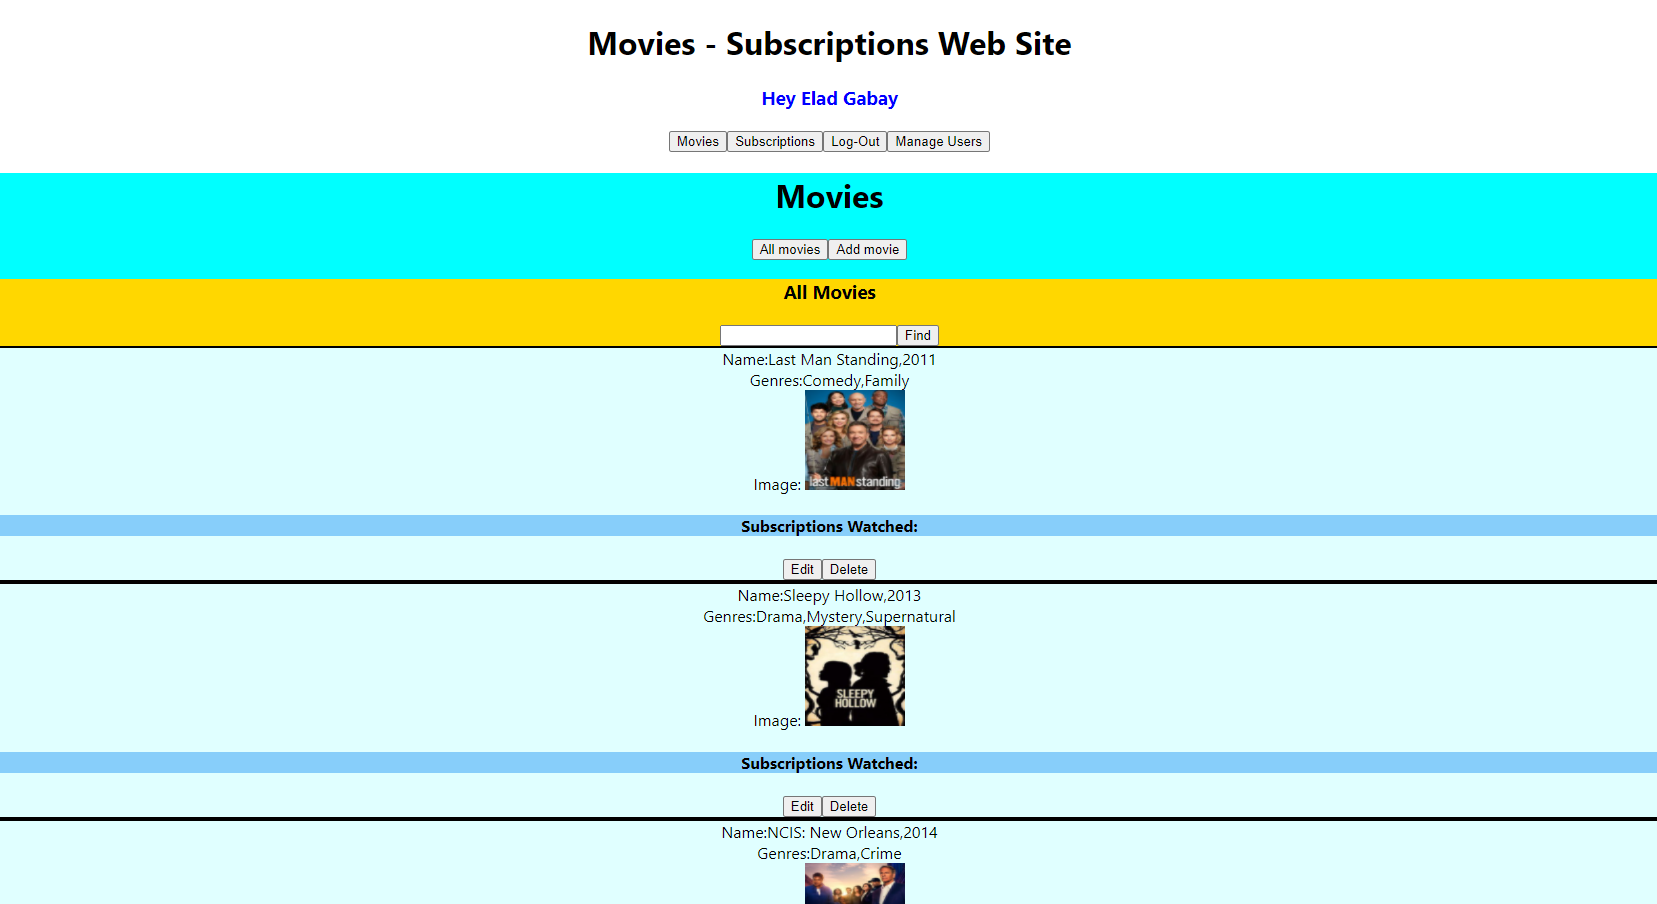 Movies - Subscriptions Web Site
Hey Elad Gabay
Movies Subscriptions Log-Out Manage Users
Movies
All movies Add movie
All Movies
Find
Name:Last Man Standing,2011
Genres:Comedy,Family
last MAN standing
Image:
Subscriptions Watched:
Edit Delete
Name:Sleepy Hollow,2013
Genres:Drama,Mystery,Supernatural
SLEEPY
HOLLOW
Image:
Subscriptions Watched:
Edit Delete
Name:NCIS: New Orleans,2014
Genres:Drama,Crime